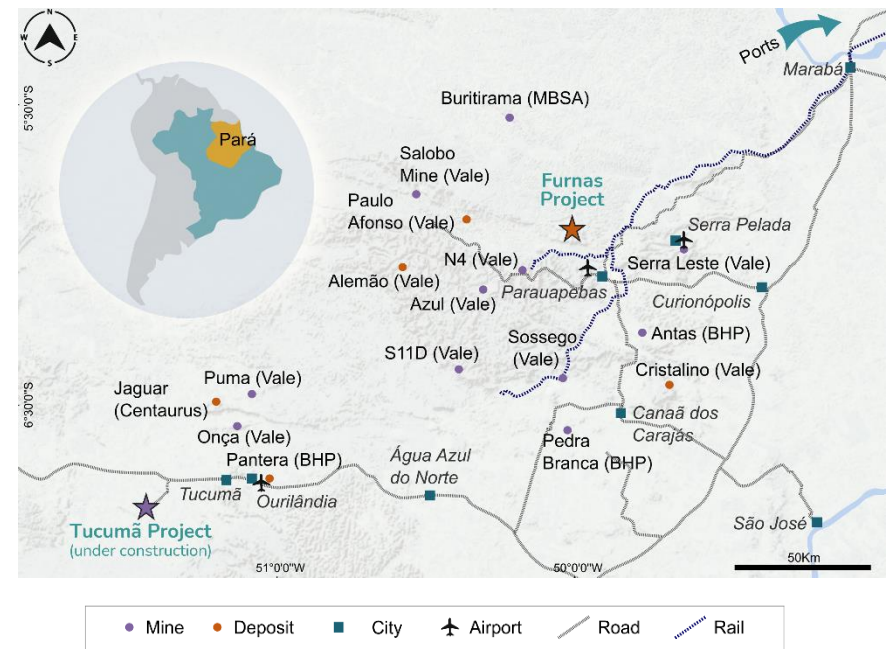 N
W
E
S
Ports
Marabá
5°30'0"S
Buritirama (MBSA)
Pará
Salobo
Mine (Vale)
Furnas
Project
Paulo
Afonso (Vale)
Serra Pelada
N4 (Vale)
Serra Leste (Vale)
Alemão (Vale)
Parauapebas
Azul (Vale)
Curionópolis
Sossego
(Vale)
Antas (BHP)
S11D (Vale)
Cristalino (Vale)
Puma (Vale)
Jaguar
(Centaurus)
6°30'0"S
Canaã dos
Carajás
Onça (Vale)
Pedra
Branca (BHP)
Pantera (BHP)
Água Azul
do Norte
Tucumã
Ourilândia
São José
Tucumã Project
(under construction)
51°0'0"W
50°0'0"W
50Km
Mine
Deposit
City
Airport
Road
Rail